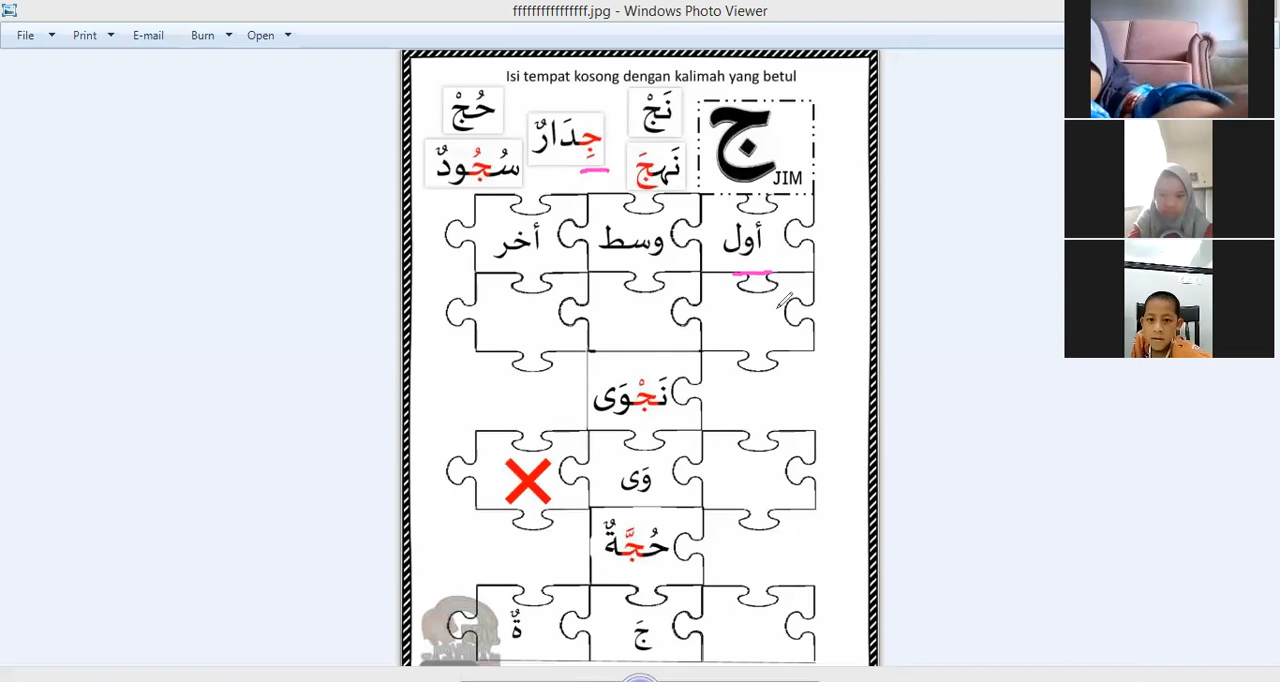 fffffffffffffffff.jpg - Windows Photo Viewer
File Print E-mail Burn Open
Isi tempat kosong dengan kalimah yang betul
ج
JIM
نَجْ
حُجْ
جِدَارٌ
نَهجَ
سُجُودٌ
أول وسط أخر
نَجْوَى
وَى
حُجَّةٌ
جَ ةٌ